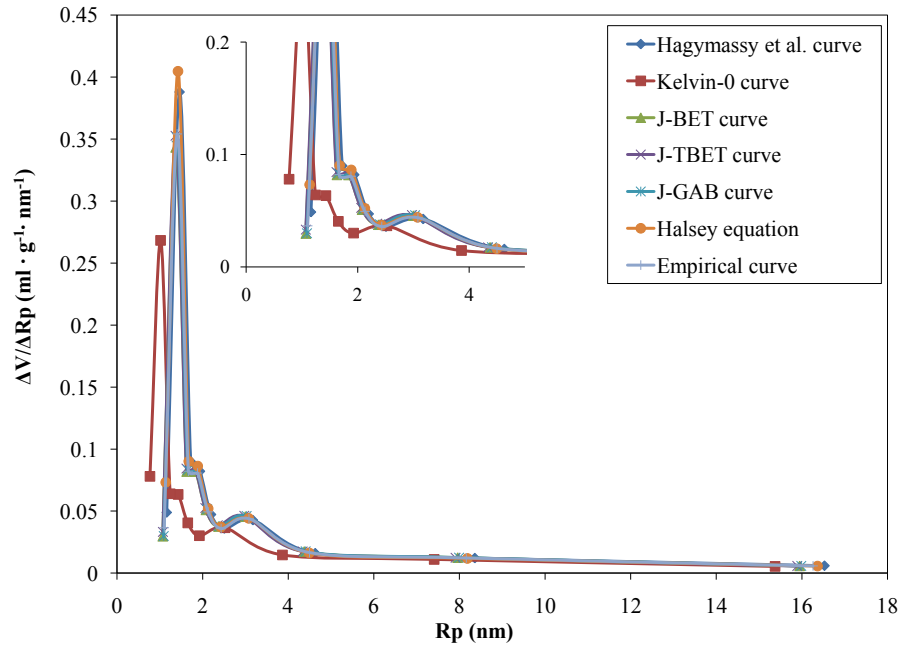 0.45
0.4
0.35
0.3
0.25
0.2
0.15
0.1
0.05
0
ΔV/ΔRp (ml · g⁻¹· nm⁻¹)
0 2 4 6 8 10 12 14 16 18
Rp (nm)
0.2
0.1
0
0 2 4
Hagymassy et al. curve
Kelvin-0 curve
J-BET curve
J-TBET curve
J-GAB curve
Halsey equation
Empirical curve